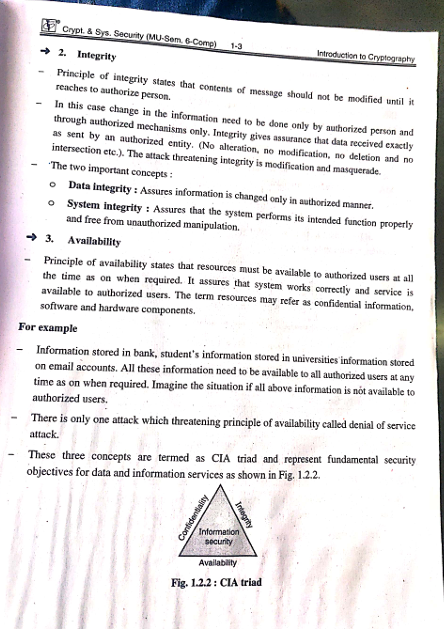 Crypt. & Sys. Security (MU-Sem. 6-Comp) 1-3 Introduction to Cryptography
➔ 2. Integrity
– Principle of integrity states that contents of message should not be modified until it
reaches to authorize person.
– In this case change in the information need to be done only by authorized person and
through authorized mechanisms only. Integrity gives assurance that data received exactly
as sent by an authorized entity. (No alteration, no modification, no deletion and no
intersection etc.). The attack threatening integrity is modification and masquerade.
– The two important concepts :
o Data integrity : Assures information is changed only in authorized manner.
o System integrity : Assures that the system performs its intended function properly
and free from unauthorized manipulation.
➔ 3. Availability
– Principle of availability states that resources must be available to authorized users at all
the time as on when required. It assures that system works correctly and service is
available to authorized users. The term resources may refer as confidential information,
software and hardware components.
For example
– Information stored in bank, student's information stored in universities information stored
on email accounts. All these information need to be available to all authorized users at any
time as on when required. Imagine the situation if all above information is not available to
authorized users.
– There is only one attack which threatening principle of availability called denial of service
attack.
– These three concepts are termed as CIA triad and represent fundamental security
objectives for data and information services as shown in Fig. 1.2.2.
Confidentiality
Integrity
Information
security
Availability
Fig. 1.2.2 : CIA triad